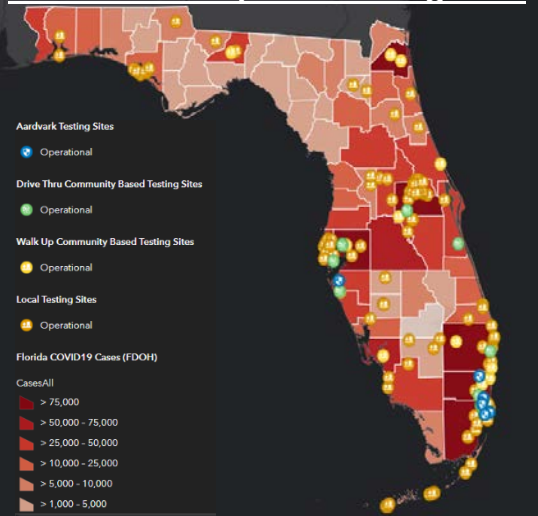 Aardvark Testing Sites
Operational
Drive Thru Community Based Testing Sites
Operational
Walk Up Community Based Testing Sites
Operational
Local Testing Sites
Operational
Florida COVID19 Cases (FDOH)
CasesAll
> 75,000
> 50,000 - 75,000
> 25,000 - 50,000
> 10,000 - 25,000
> 5,000 - 10,000
> 1,000 - 5,000